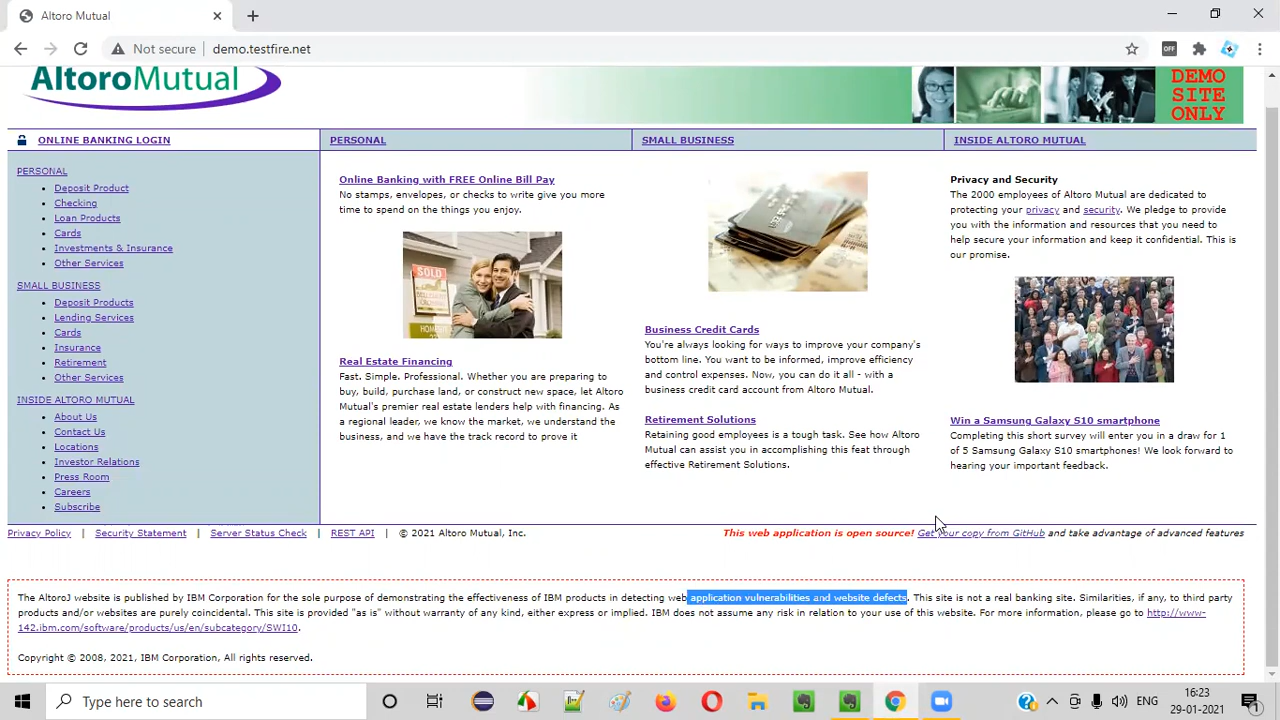 Altoro Mutual
Not secure
demo.testfire.net
OFF
AltoroMutual
DEMO
SITE
ONLY
ONLINE BANKING LOGIN
PERSONAL
SMALL BUSINESS
INSIDE ALTORO MUTUAL
PERSONAL
Deposit Product
Checking
Loan Products
Cards
Investments & Insurance
Other Services
SMALL BUSINESS
Deposit Products
Lending Services
Cards
Insurance
Retirement
Other Services
INSIDE ALTORO MUTUAL
About Us
Contact Us
Locations
Investor Relations
Press Room
Careers
Subscribe
Online Banking with FREE Online Bill Pay
No stamps, envelopes, or checks to write give you more
time to spend on the things you enjoy.
SOLD
Real Estate Financing
Fast. Simple. Professional. Whether you are preparing to
buy, build, purchase land, or construct new space, let Altoro
Mutual's premier real estate lenders help with financing. As
a regional leader, we know the market, we understand the
business, and we have the track record to prove it
Business Credit Cards
You're always looking for ways to improve your company's
bottom line. You want to be informed, improve efficiency
and control expenses. Now, you can do it all - with a
business credit card account from Altoro Mutual.
Retirement Solutions
Retaining good employees is a tough task. See how Altoro
Mutual can assist you in accomplishing this feat through
effective Retirement Solutions.
Privacy and Security
The 2000 employees of Altoro Mutual are dedicated to
protecting your privacy and security. We pledge to provide
you with the information and resources that you need to
help secure your information and keep it confidential. This is
our promise.
Win a Samsung Galaxy S10 smartphone
Completing this short survey will enter you in a draw for 1
of 5 Samsung Galaxy S10 smartphones! We look forward to
hearing your important feedback.
Privacy Policy | Security Statement | Server Status Check | REST API | © 2021 Altoro Mutual, Inc.
This web application is open source! Get your copy from GitHub and take advantage of advanced features
The AltoroJ website is published by IBM Corporation for the sole purpose of demonstrating the effectiveness of IBM products in detecting web application vulnerabilities and website defects. This site is not a real banking site. Similarities, if any, to third party
products and/or websites are purely coincidental. This site is provided "as is" without warranty of any kind, either express or implied. IBM does not assume any risk in relation to your use of this website. For more information, please go to http://www-
142.ibm.com/software/products/us/en/subcategory/SWI10.
Copyright © 2008, 2021, IBM Corporation, All rights reserved.
Type here to search
ENG
16:23
29-01-2021